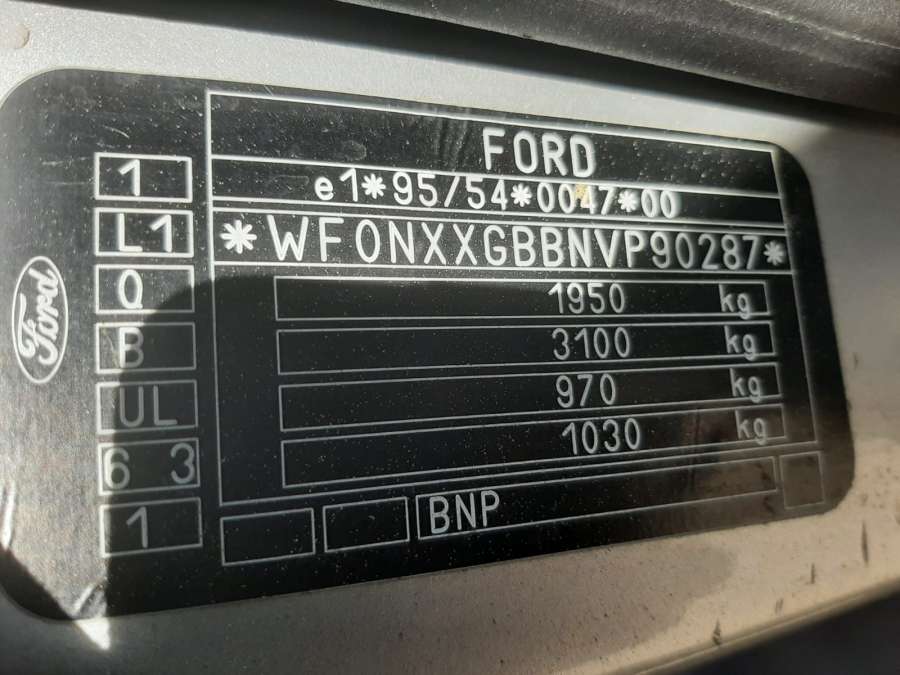 FORD
e1*95/54*0047*00
*WF0NXXGBBNVP90287*
1950 kg
3100 kg
970 kg
1030 kg
BNP
1
L1
Q
B
UL
6 3
1
Ford